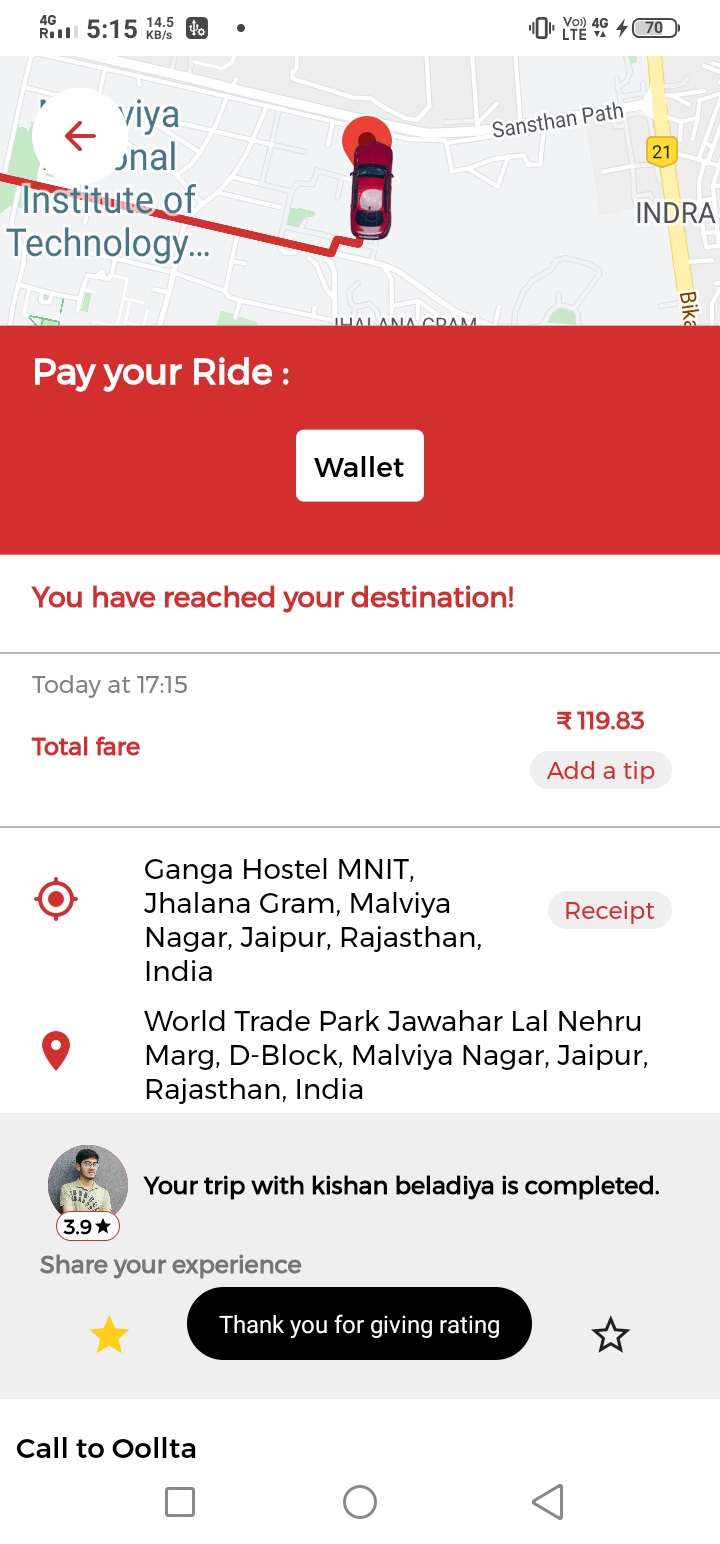 4G
R
5:15
14.5
KB/s
Vo))
LTE
4G
70
viya
onal
Institute of
Technology...
Sansthan Path
21
INDRA
Bika
JHALANA GRAM
Pay your Ride :
Wallet
You have reached your destination!
Today at 17:15
₹ 119.83
Total fare
Add a tip
Ganga Hostel MNIT,
Jhalana Gram, Malviya
Nagar, Jaipur, Rajasthan,
India
Receipt
World Trade Park Jawahar Lal Nehru
Marg, D-Block, Malviya Nagar, Jaipur,
Rajasthan, India
Your trip with kishan beladiya is completed.
3.9★
Share your experience
Thank you for giving rating
Call to Oollta